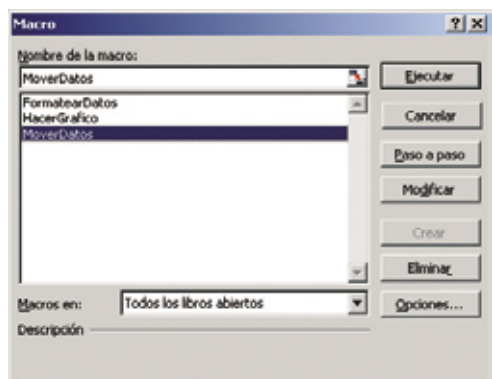 Macro
Nombre de la macro:
MoverDatos
Ejecutar
FormatearDatos
HacerGrafico
MoverDatos
Cancelar
Paso a paso
Modificar
Crear
Eliminar
Macros en:
Todos los libros abiertos
Opciones...
Descripción